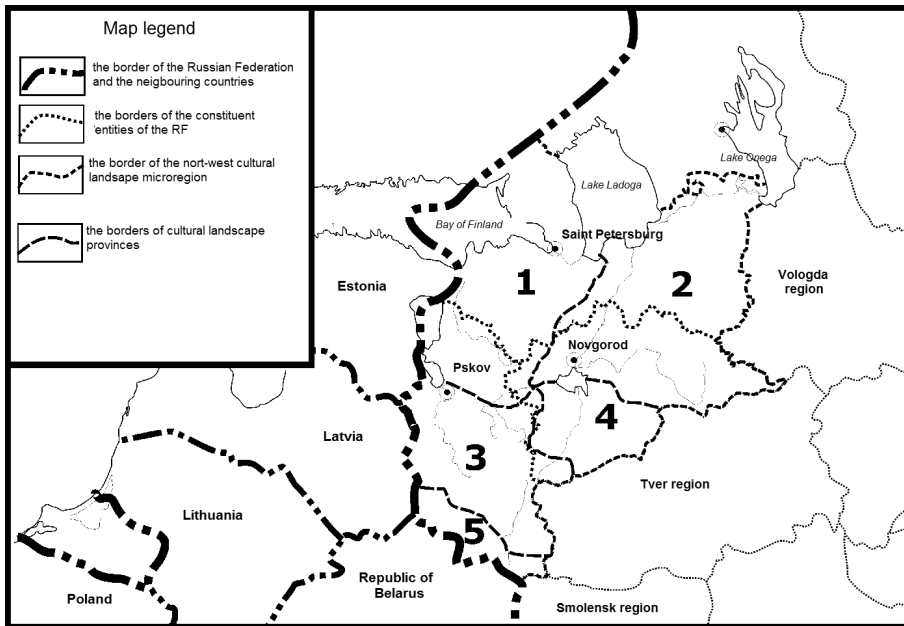 Map legend
the border of the Russian Federation
and the neigbouring countries
the borders of the constituent
entities of the RF
the border of the nort-west cultural
landsape microregion
the borders of cultural landscape
provinces
Lake Onega
Lake Ladoga
Bay of Finland
Saint Petersburg
Estonia
1
2
Vologda
region
Novgorod
Pskov
4
Latvia
3
Tver region
Lithuania
5
Republic of
Belarus
Poland
Smolensk region